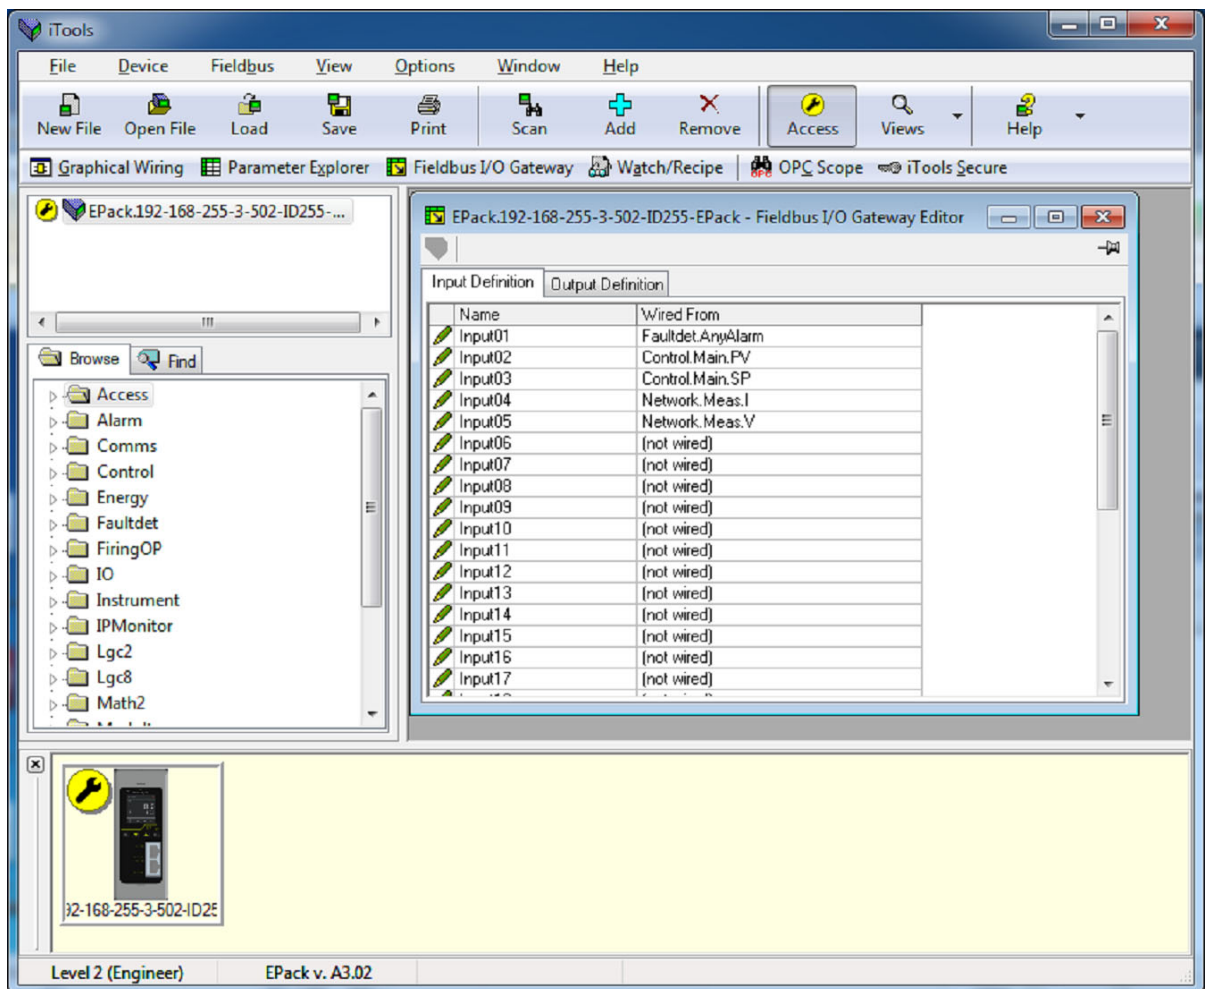 iTools
File Device Fieldbus View Options Window Help
New File Open File Load Save Print Scan Add Remove Access Views Help
Graphical Wiring Parameter Explorer Fieldbus I/O Gateway Watch/Recipe OPC Scope iTools Secure
EPack.192-168-255-3-502-ID255-...
Browse Find
Access
Alarm
Comms
Control
Energy
Faultdet
FiringOP
IO
Instrument
IPMonitor
Lgc2
Lgc8
Math2
EPack.192-168-255-3-502-ID255-EPack - Fieldbus I/O Gateway Editor
Input Definition Output Definition
Name Wired From
Input01 Faultdet.AnyAlarm
Input02 Control.Main.PV
Input03 Control.Main.SP
Input04 Network.Meas.I
Input05 Network.Meas.V
Input06 (not wired)
Input07 (not wired)
Input08 (not wired)
Input09 (not wired)
Input10 (not wired)
Input11 (not wired)
Input12 (not wired)
Input13 (not wired)
Input14 (not wired)
Input15 (not wired)
Input16 (not wired)
Input17 (not wired)
92-168-255-3-502-ID25
Level 2 (Engineer) EPack v. A3.02